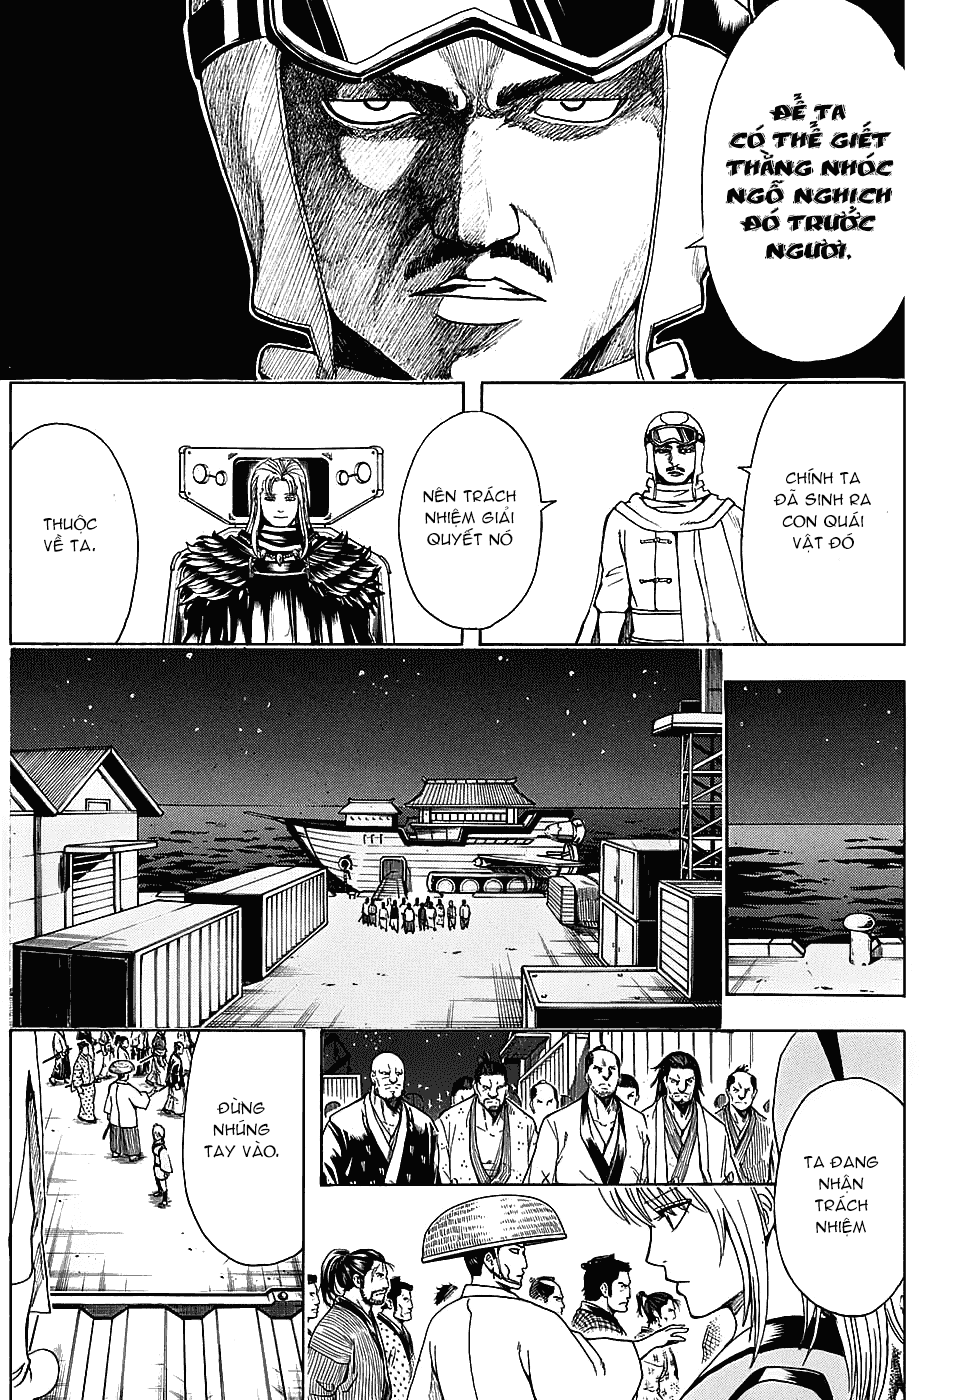 ĐỂ TA
CÓ THỂ GIẾT
THẰNG NHÓC
NGỖ NGHỊCH
ĐÓ TRƯỚC
NGƯỜI.
CHÍNH TA
ĐÃ SINH RA
CON QUÁI
VẬT ĐÓ
NÊN TRÁCH
NHIỆM GIẢI
QUYẾT NÓ
THUỘC
VỀ TA.
TA ĐANG
NHẬN
TRÁCH
NHIỆM
ĐỪNG
NHÚNG
TAY VÀO.